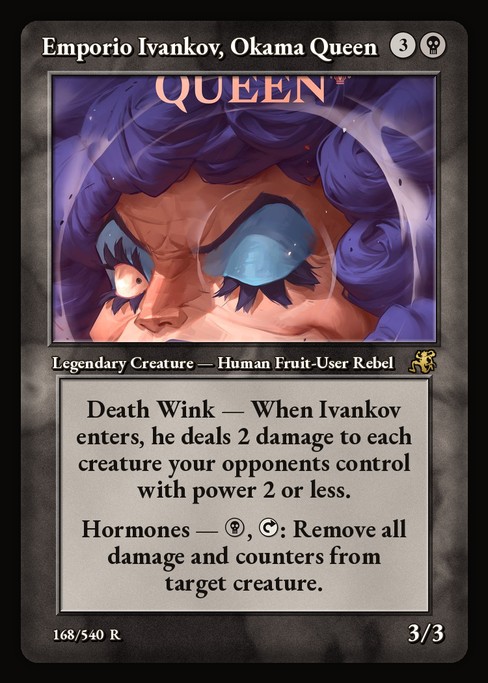 Emporio Ivankov, Okama Queen 3
QUEEN
Legendary Creature — Human Fruit-User Rebel
Death Wink — When Ivankov
enters, he deals 2 damage to each
creature your opponents control
with power 2 or less.
Hormones — , : Remove all
damage and counters from
target creature.
168/540 R
3/3